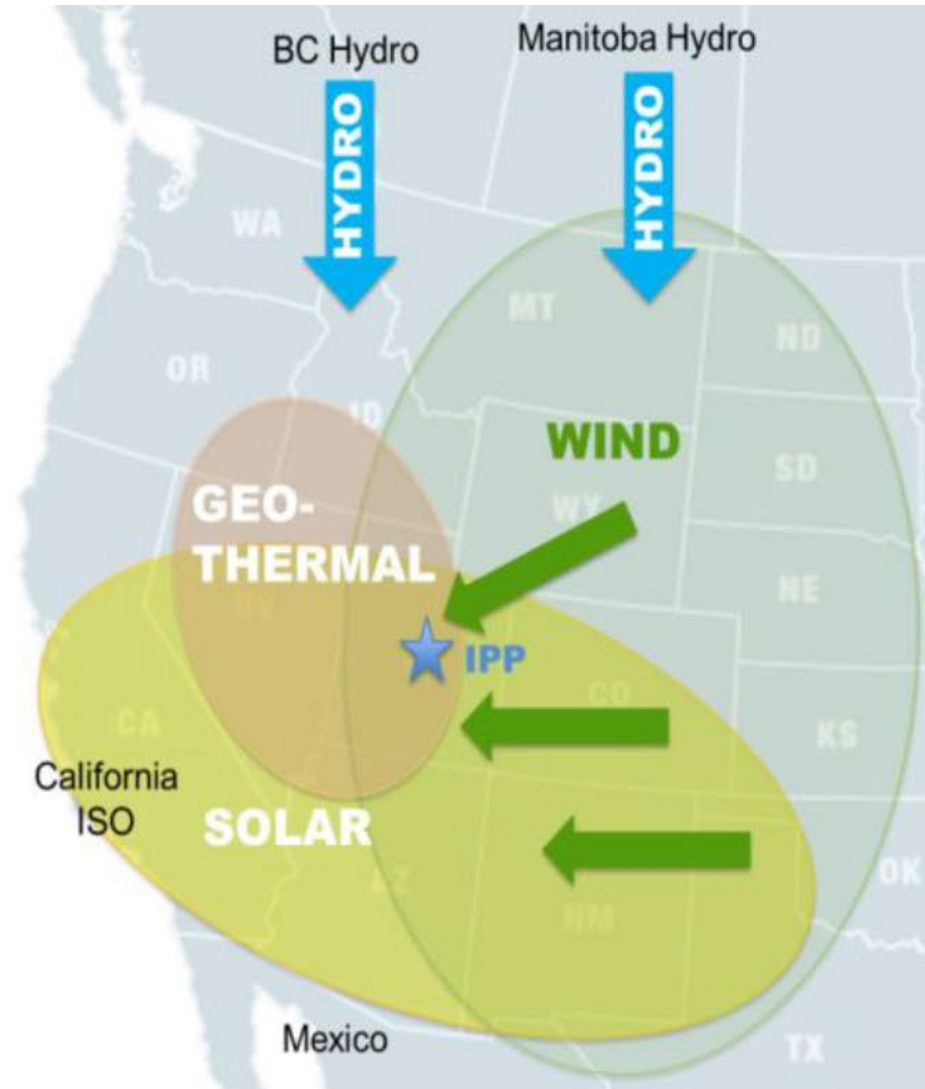 BC Hydro
Manitoba Hydro
HYDRO
HYDRO
WA
MT
ND
OR
ID
WIND
SD
GEO-
THERMAL
WY
NE
NV
IPP
CO
CA
KS
California
ISO
SOLAR
AZ
NM
OK
Mexico
TX